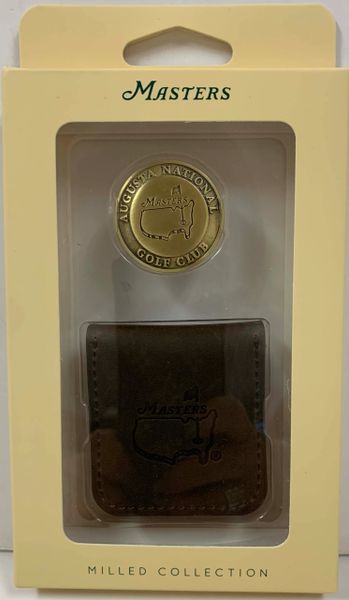 MASTERS
AUGUSTA NATIONAL
MASTERS
GOLF CLUB
MASTERS
®
MILLED COLLECTION